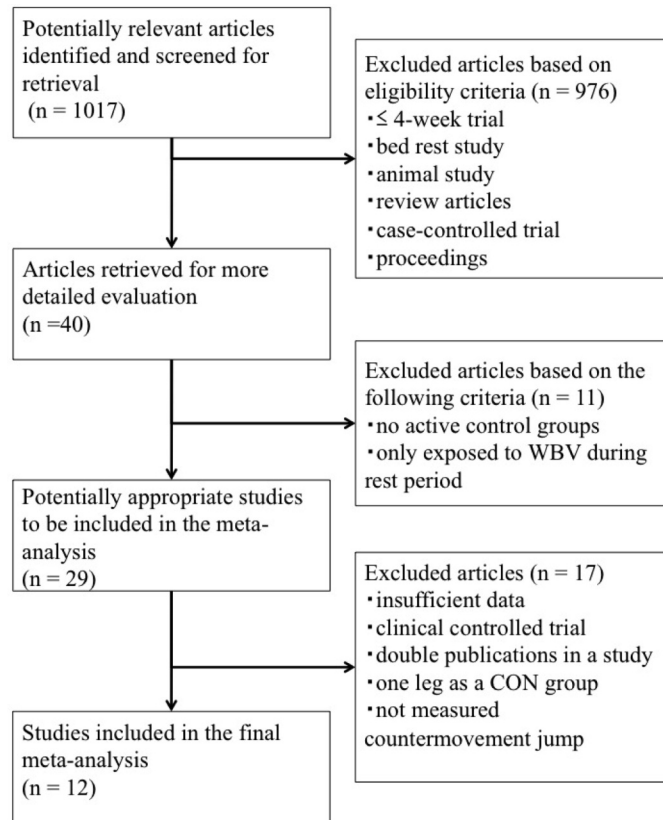 Potentially relevant articles
identified and screened for
retrieval
(n = 1017)
Excluded articles based on
eligibility criteria (n = 976)
・≤ 4-week trial
・bed rest study
・animal study
・review articles
・case-controlled trial
・proceedings
Articles retrieved for more
detailed evaluation
(n =40)
Excluded articles based on the
following criteria (n = 11)
・no active control groups
・only exposed to WBV during
rest period
Potentially appropriate studies
to be included in the meta-
analysis
(n = 29)
Excluded articles (n = 17)
・insufficient data
・clinical controlled trial
・double publications in a study
・one leg as a CON group
・not measured
countermovement jump
Studies included in the final
meta-analysis
(n = 12)